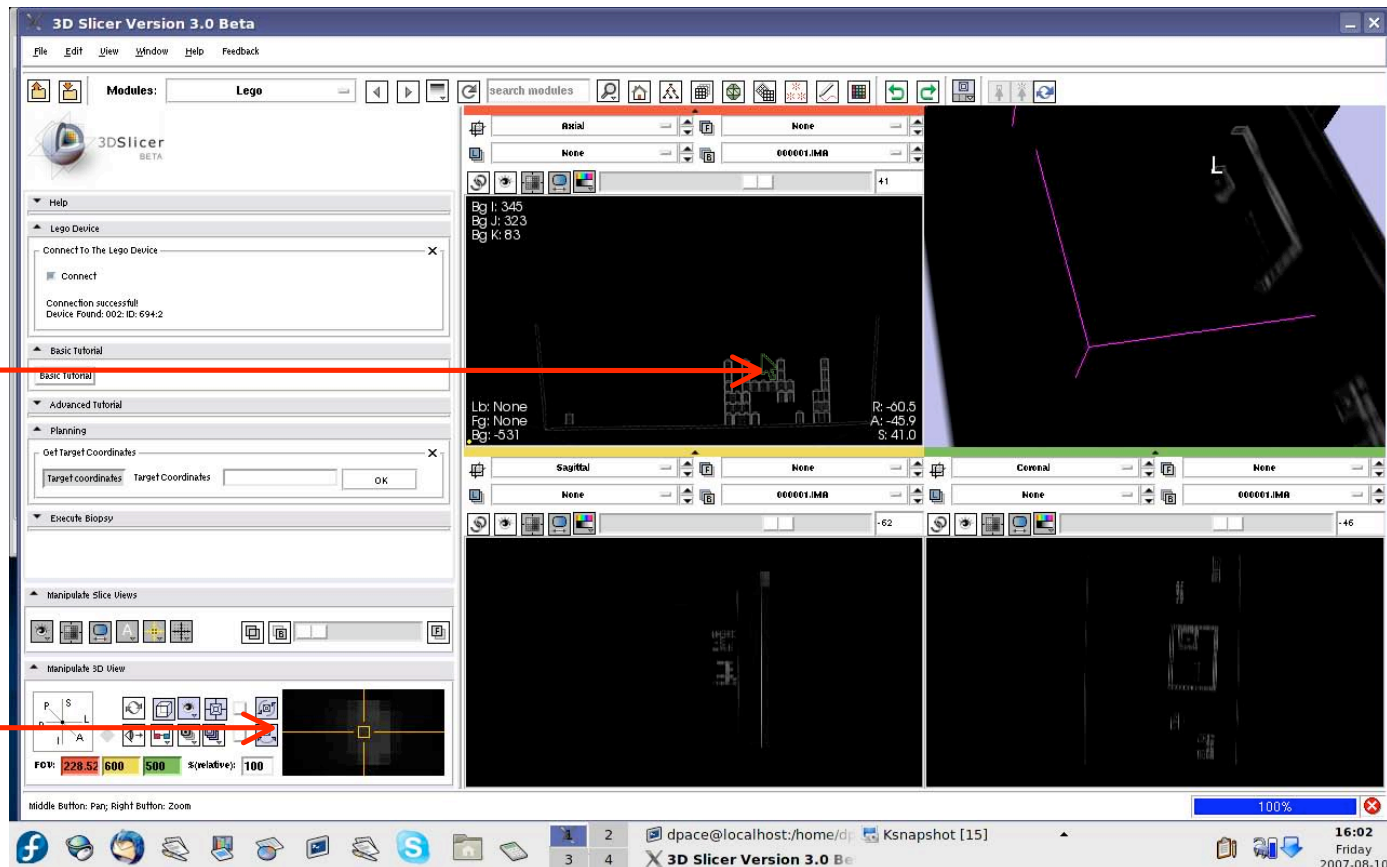 3D Slicer Version 3.0 Beta
File Edit View Window Help Feedback
Modules: Lego search modules
3DSlicer
BETA
Help
Lego Device
Connect To The Lego Device
Connect
Connection successful!
Device Found: 002: ID: 694:2
Basic Tutorial
Basic Tutorial
Advanced Tutorial
Planning
Get Target Coordinates
Target coordinates Target Coordinates OK
Execute Biopsy
Manipulate Slice Views
A B F
Manipulate 3D View
P S
R L
I A
FOV: 228.52 600 500 %(relative): 100
Middle Button: Pan; Right Button: Zoom
Axial F None
L None B 000001.IMA
41
Bg I: 345
Bg J: 323
Bg K: 83
Lb: None
Fg: None
Bg: -531
R: -60.5
A: -45.9
S: 41.0
L
Sagittal F None
L None B 000001.IMA
-62
Coronal F None
L None B 000001.IMA
-46
100%
1 2
3 4
dpace@localhost:/home/dp
Ksnapshot [15]
3D Slicer Version 3.0 Be
16:02
Friday
2007-08-10